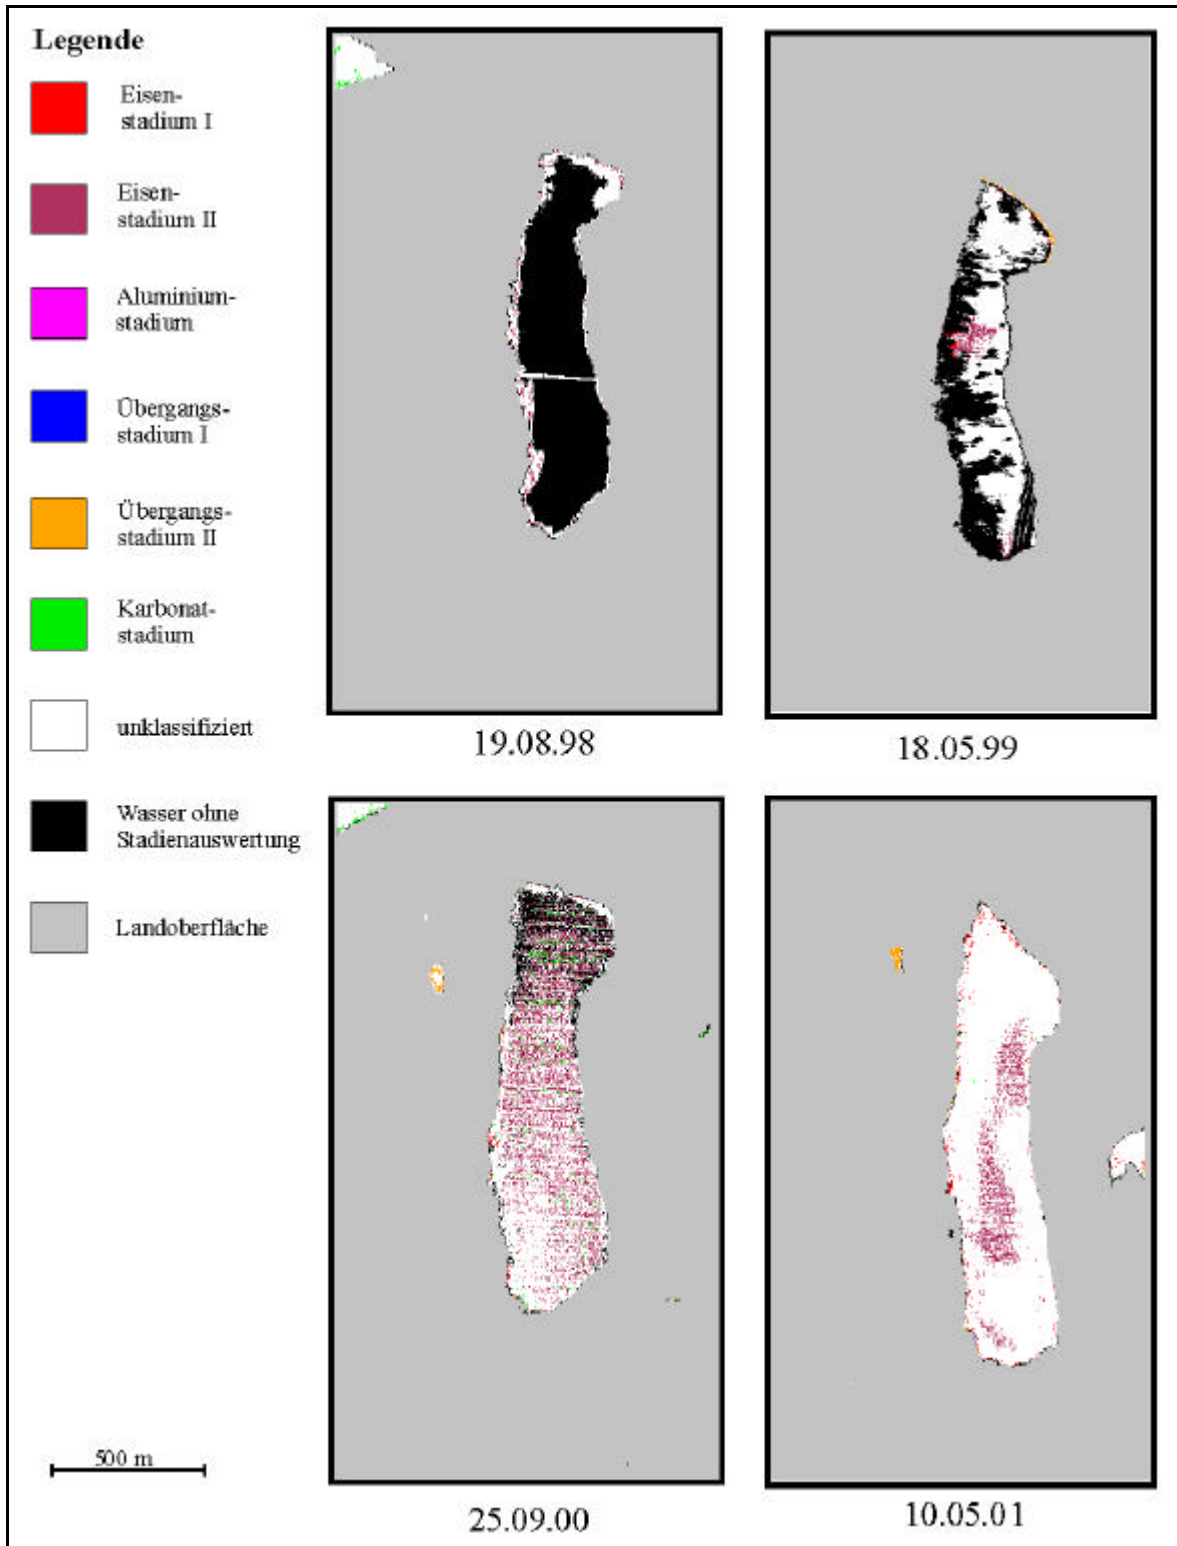 Legende
Eisen-
stadium I
Eisen-
stadium II
Aluminium-
stadium
Übergangs-
stadium I
Übergangs-
stadium II
Karbonat-
stadium
unklassifiziert
Wasser ohne
Stadienauswertung
Landoberfläche
500 m
19.08.98
18.05.99
25.09.00
10.05.01